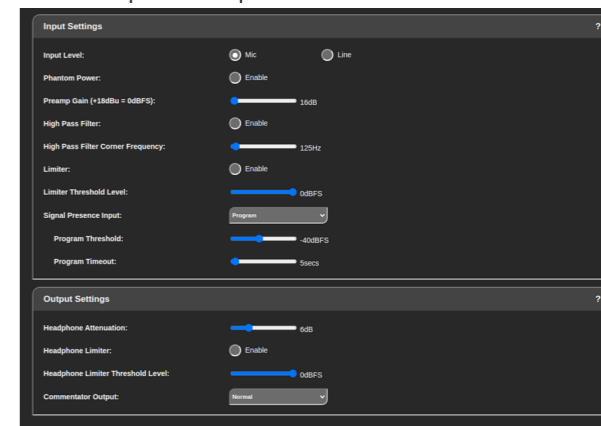 Input Settings ?
Input Level: Mic Line
Phantom Power: Enable
Preamp Gain (+18dBu = 0dBFS): 16dB
High Pass Filter: Enable
High Pass Filter Corner Frequency: 125Hz
Limiter: Enable
Limiter Threshold Level: 0dBFS
Signal Presence Input: Program
Program Threshold: -40dBFS
Program Timeout: 5secs
Output Settings ?
Headphone Attenuation: 6dB
Headphone Limiter: Enable
Headphone Limiter Threshold Level: 0dBFS
Commentator Output: Normal